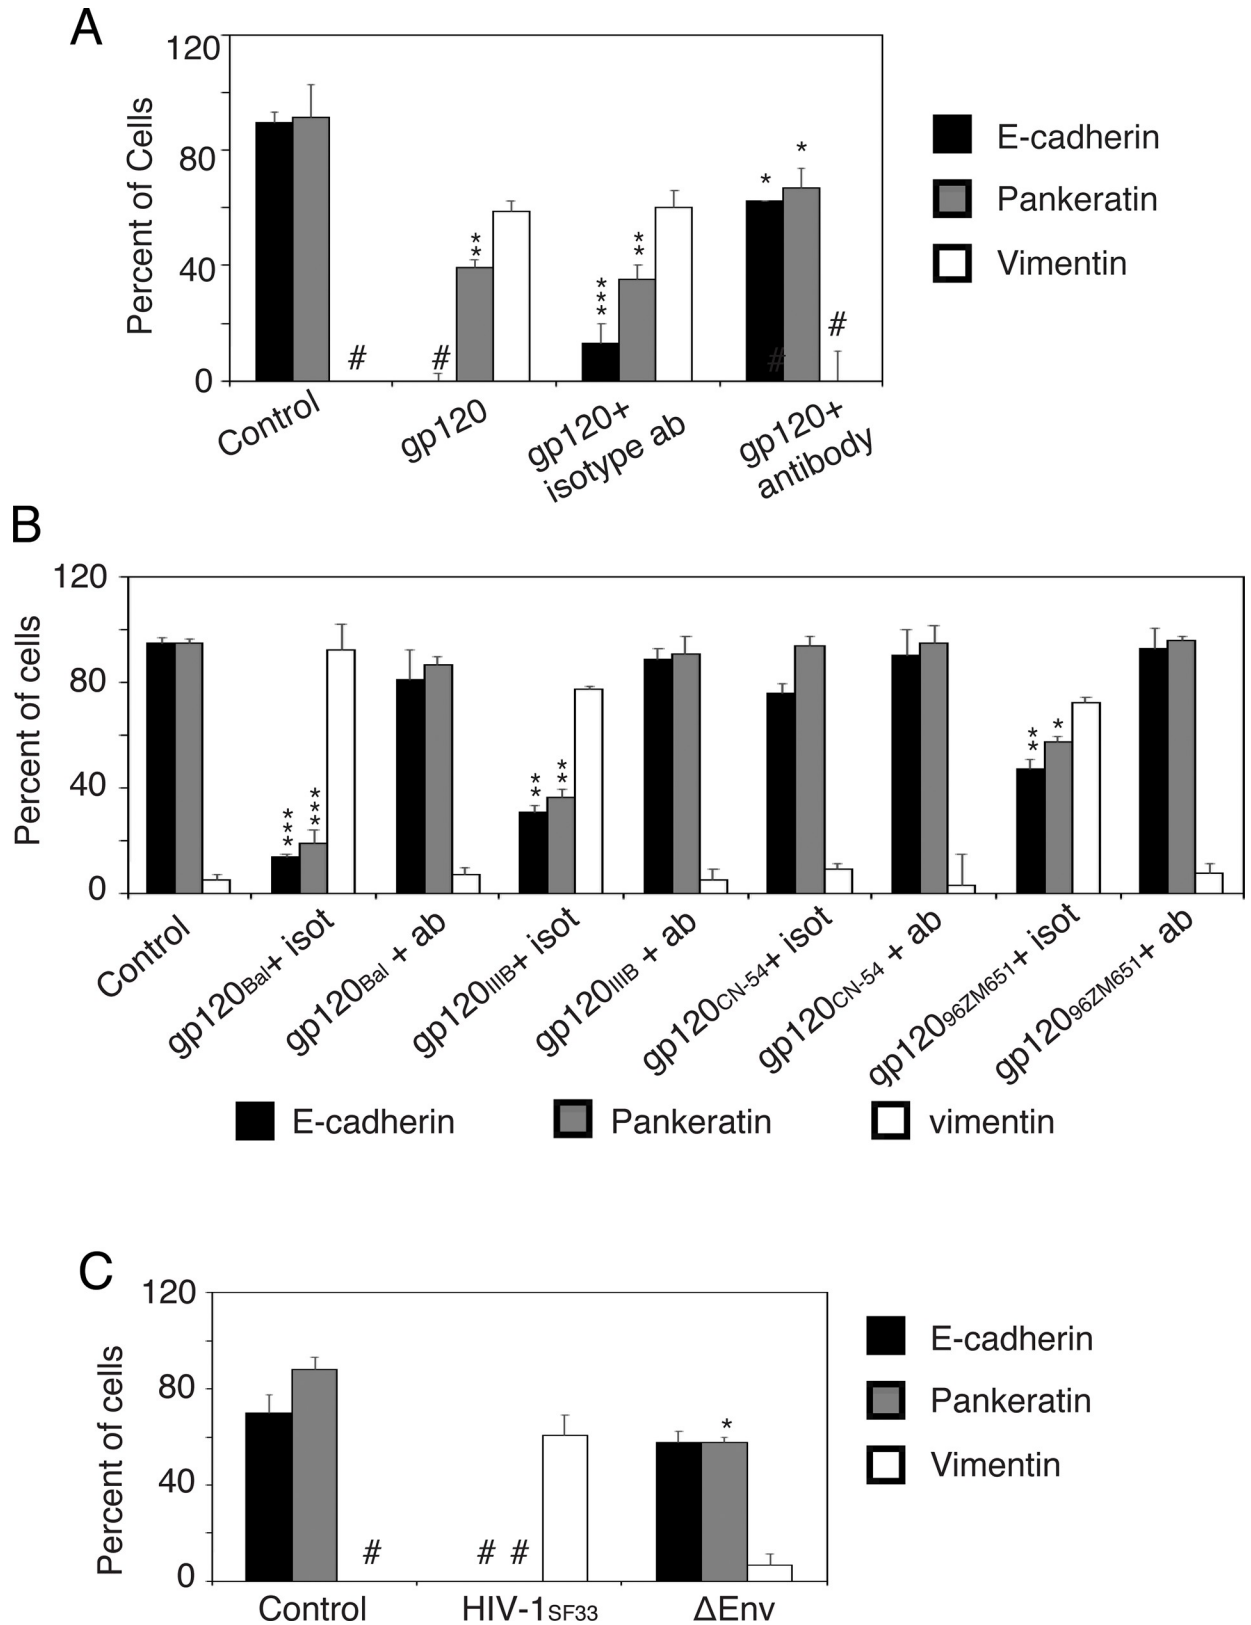 A
120
80
40
0
Percent of Cells
#
#
**
***
**
*
*
#
#
Control
gp120
gp120+
isotype ab
gp120+
antibody
E-cadherin
Pankeratin
Vimentin
B
120
80
40
0
Percent of cells
***
***
**
**
**
*
Control
gp120Bal+ isot
gp120Bal + ab
gp120IIIB+ isot
gp120IIIB + ab
gp120CN-54+ isot
gp120CN-54 + ab
gp12096ZM651+ isot
gp12096ZM651+ ab
E-cadherin
Pankeratin
vimentin
C
120
80
40
0
Percent of cells
#
# #
*
Control
HIV-1SF33
ΔEnv
E-cadherin
Pankeratin
Vimentin